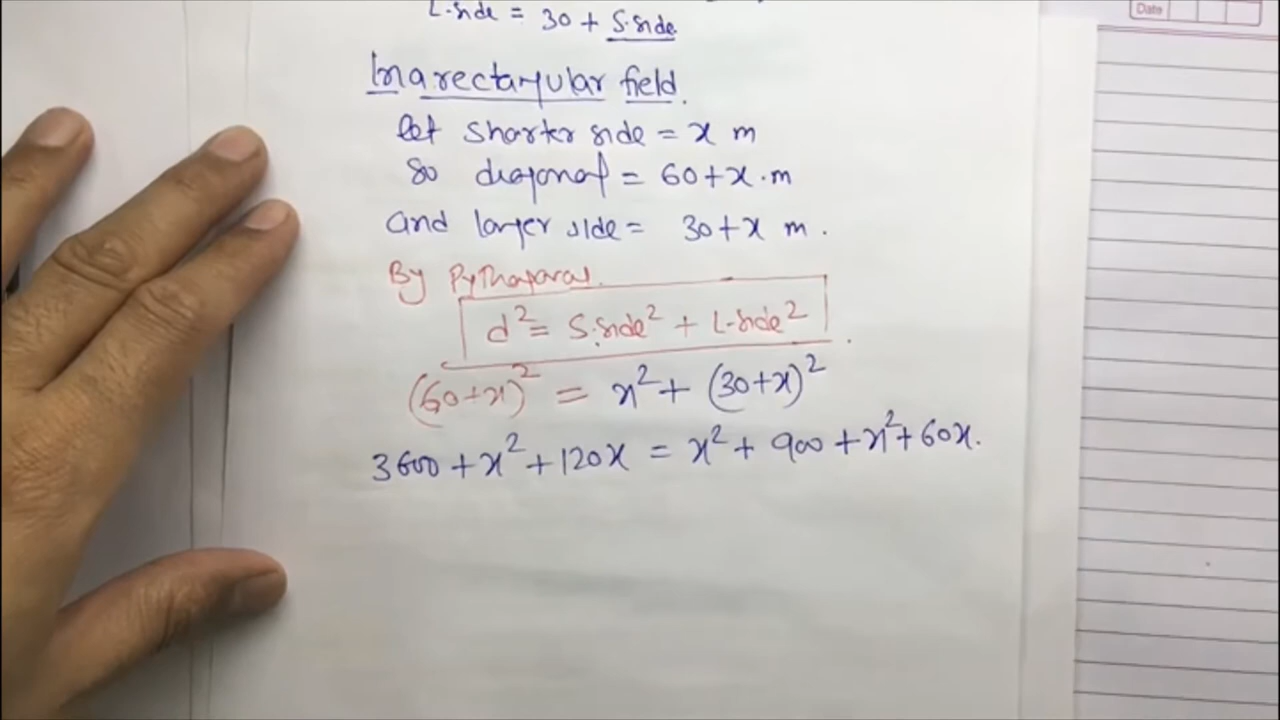 Date
L.side = 30 + S.side
In a rectangular field.
let shorter side = x m
So diagonal = 60+x.m
and larger side = 30+x m.
By Pythagoras.
d² = S.side² + L.side²
(60+x)² = x² + (30+x)²
3600 + x² + 120x = x² + 900 + x² + 60x.